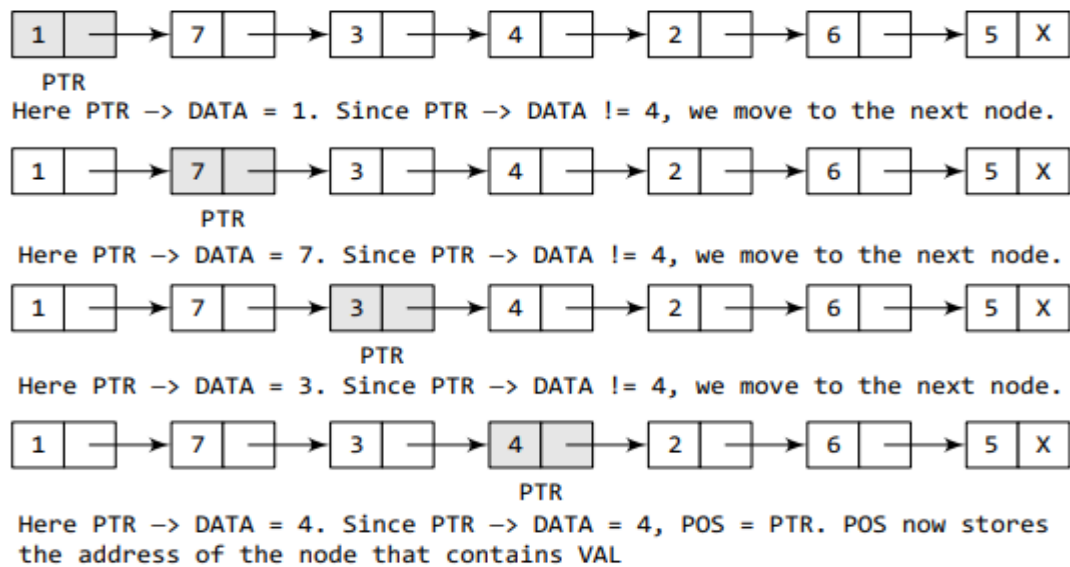 1 7 3 4 2 6 5 X
PTR
Here PTR –> DATA = 1. Since PTR –> DATA != 4, we move to the next node.
1 7 3 4 2 6 5 X
PTR
Here PTR –> DATA = 7. Since PTR –> DATA != 4, we move to the next node.
1 7 3 4 2 6 5 X
PTR
Here PTR –> DATA = 3. Since PTR –> DATA != 4, we move to the next node.
1 7 3 4 2 6 5 X
PTR
Here PTR –> DATA = 4. Since PTR –> DATA = 4, POS = PTR. POS now stores
the address of the node that contains VAL